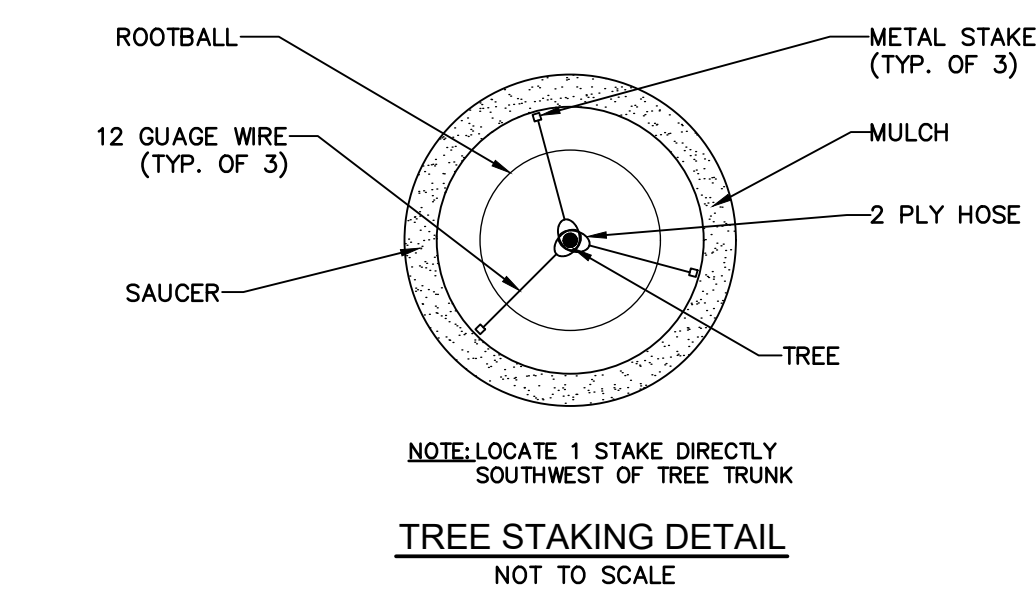 ROOTBALL
METAL STAKE
(TYP. OF 3)
12 GUAGE WIRE
(TYP. OF 3)
MULCH
2 PLY HOSE
SAUCER
TREE
NOTE: LOCATE 1 STAKE DIRECTLY
SOUTHWEST OF TREE TRUNK
TREE STAKING DETAIL
NOT TO SCALE